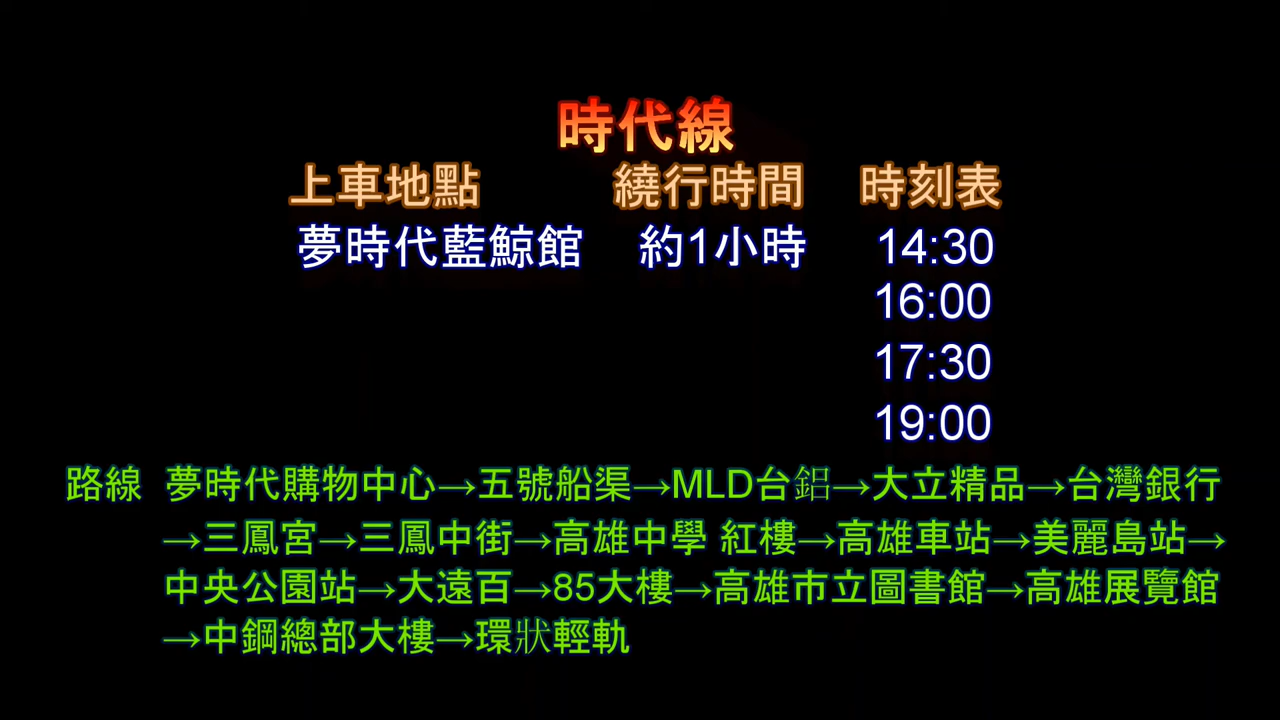 時代線
上車地點 繞行時間 時刻表
夢時代藍鯨館 約1小時 14:30
16:00
17:30
19:00
路線 夢時代購物中心→五號船渠→MLD台鋁→大立精品→台灣銀行
→三鳳宮→三鳳中街→高雄中學 紅樓→高雄車站→美麗島站→
中央公園站→大遠百→85大樓→高雄市立圖書館→高雄展覽館
→中鋼總部大樓→環狀輕軌